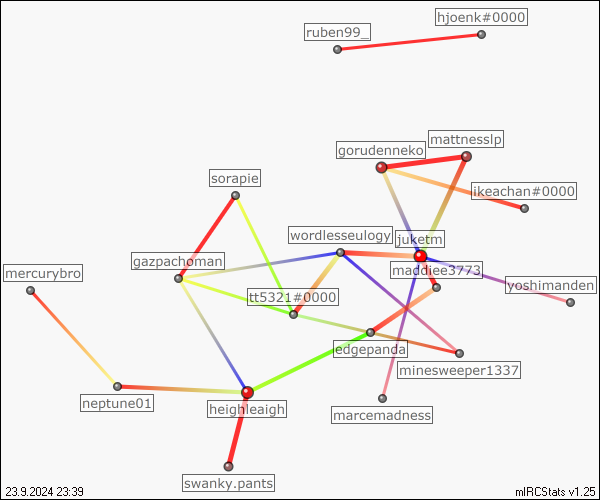 hjoenk#0000
ruben99_
mattnesslp
gorudenneko
sorapie
ikeachan#0000
wordlesseulogy
juketm
gazpachoman
maddiee3773
mercurybro
yoshimanden
tt5321#0000
edgepanda
minesweeper1337
neptune01
heighleaigh
marcemadness
swanky.pants
23.9.2024 23:39
mIRCStats v1.25